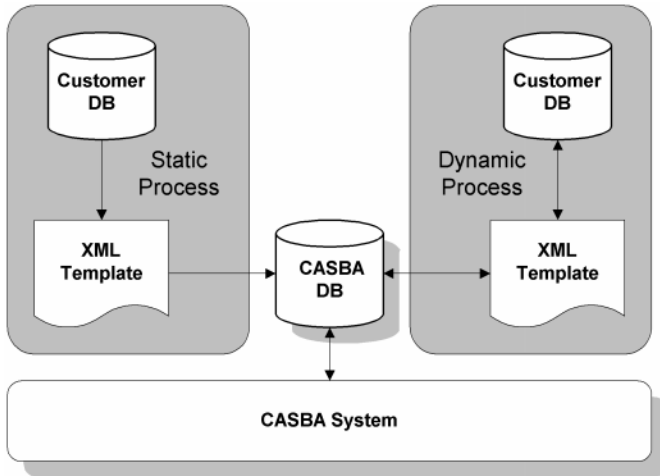 Customer
DB
Static
Process
XML
Template
Customer
DB
Dynamic
Process
XML
Template
CASBA
DB
CASBA System